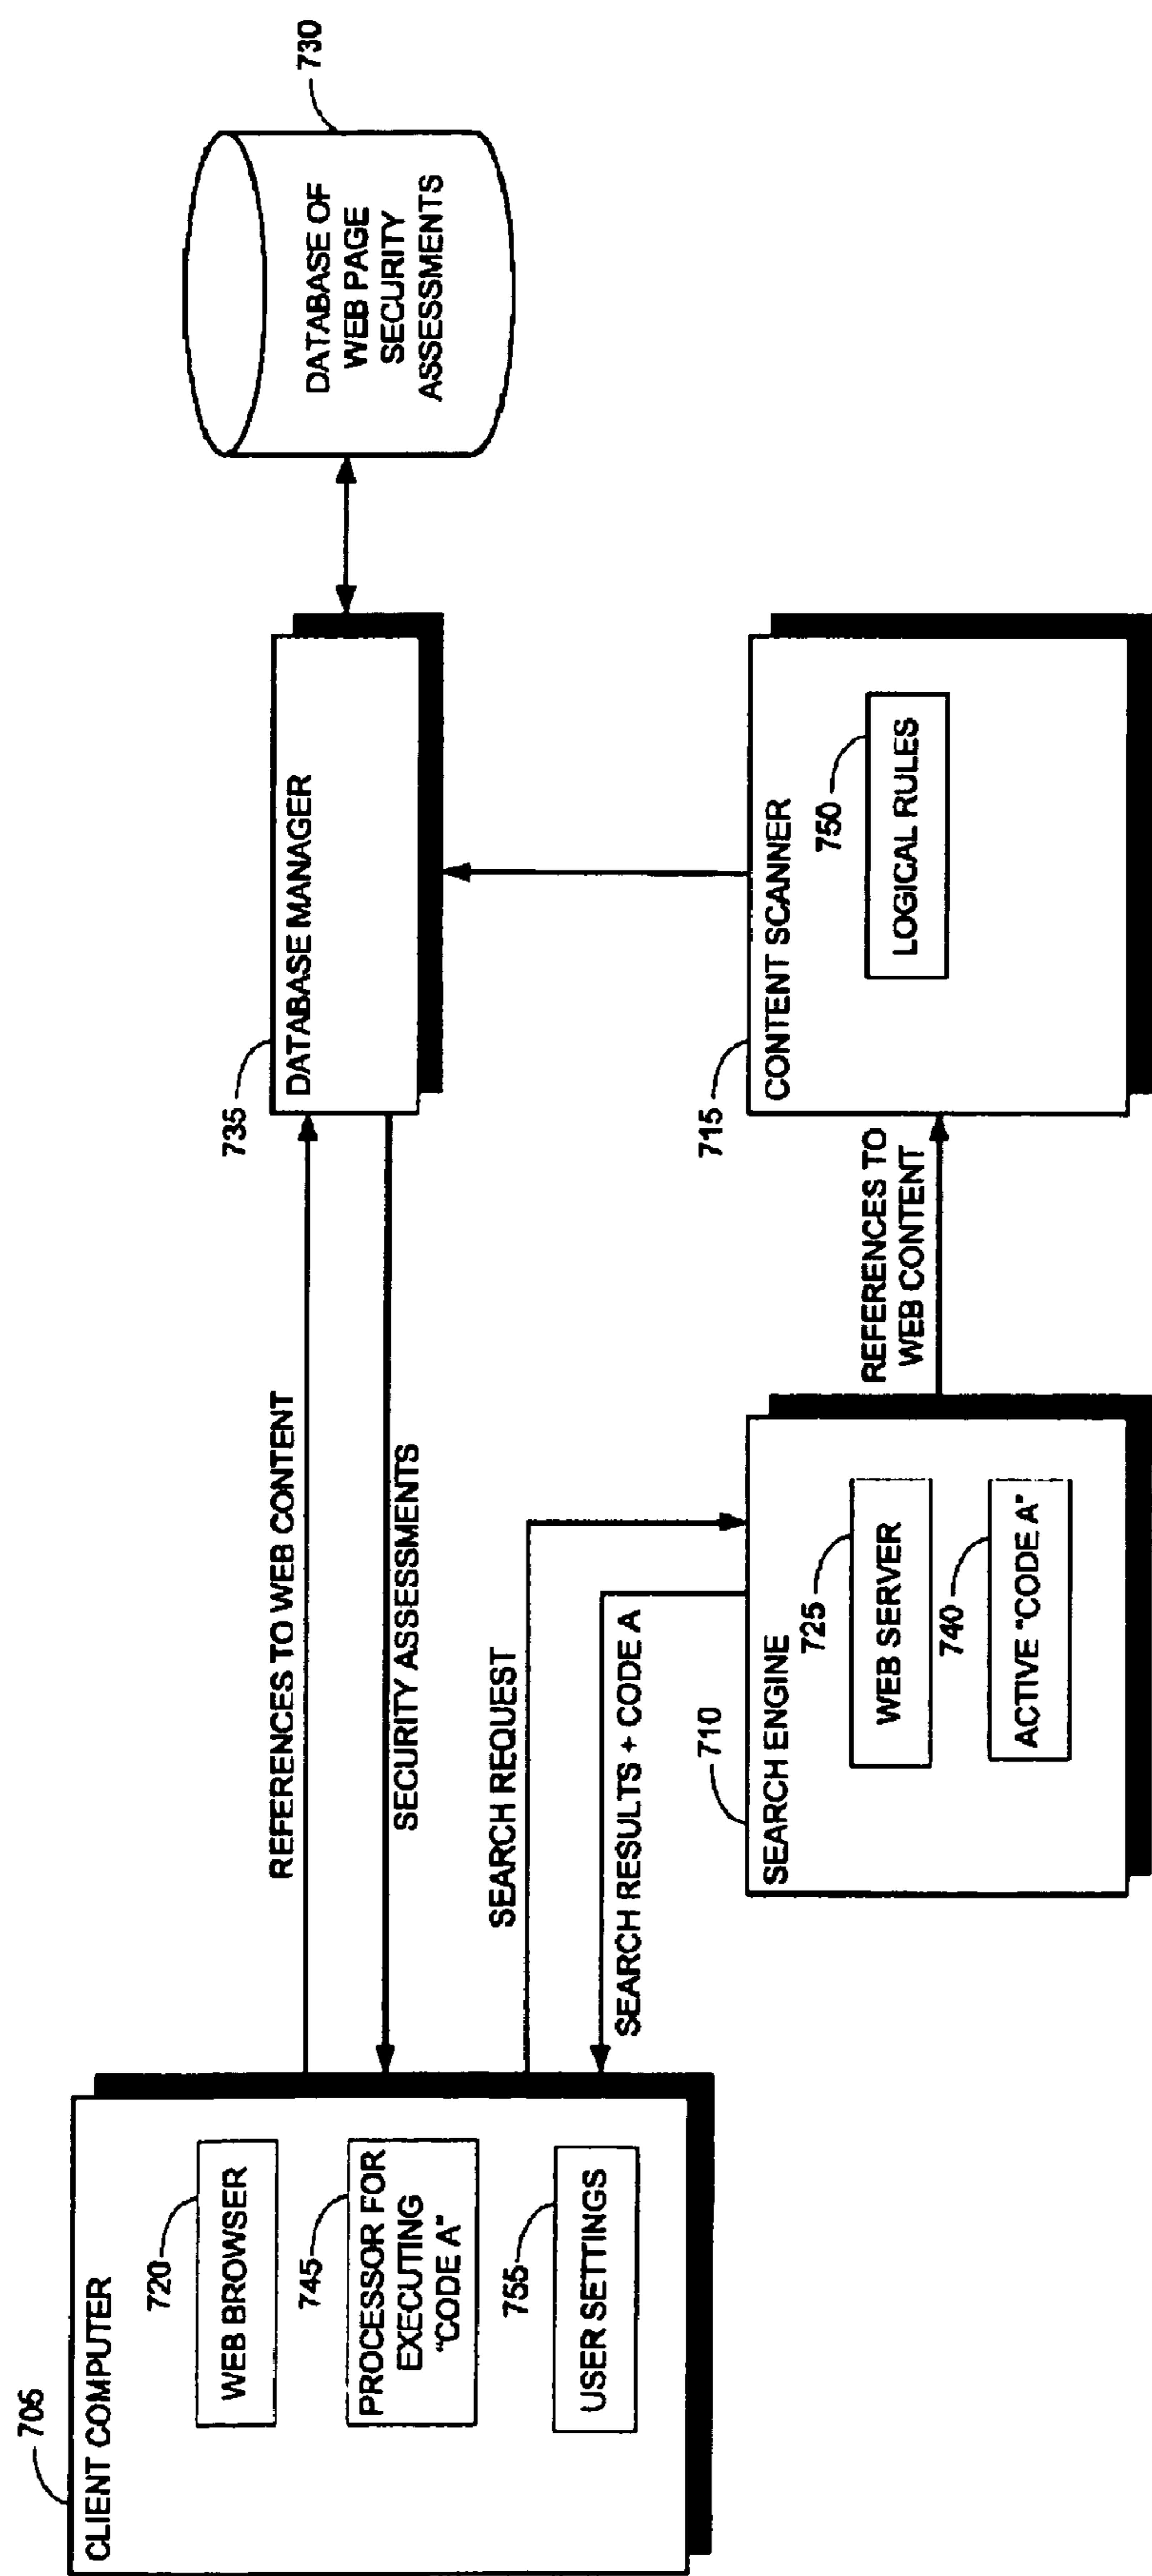 705
CLIENT COMPUTER
720
WEB BROWSER
745
PROCESSOR FOR
EXECUTING
"CODE A"
755
USER SETTINGS
REFERENCES TO WEB CONTENT
SECURITY ASSESSMENTS
SEARCH REQUEST
SEARCH RESULTS + CODE A
710
SEARCH ENGINE
725
WEB SERVER
740
ACTIVE "CODE A"
REFERENCES TO
WEB CONTENT
735
DATABASE MANAGER
715
CONTENT SCANNER
750
LOGICAL RULES
730
DATABASE OF
WEB PAGE
SECURITY
ASSESSMENTS